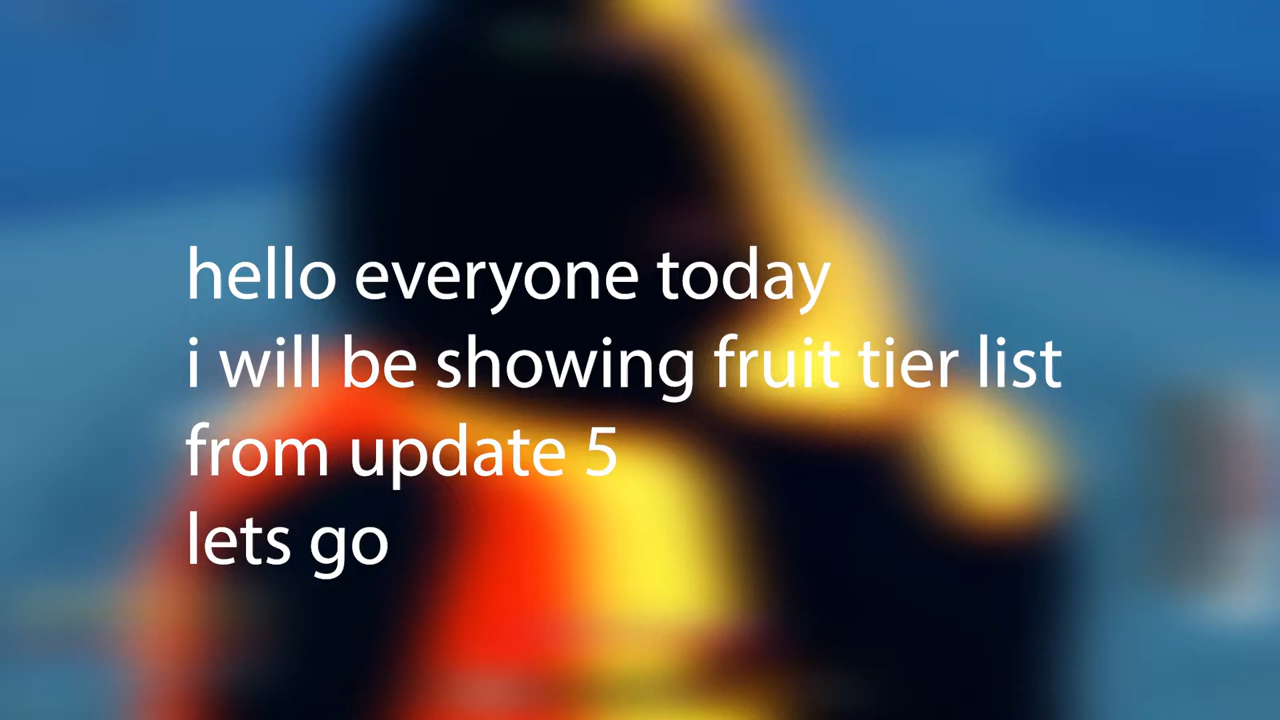 hello everyone today
i will be showing fruit tier list
from update 5
lets go